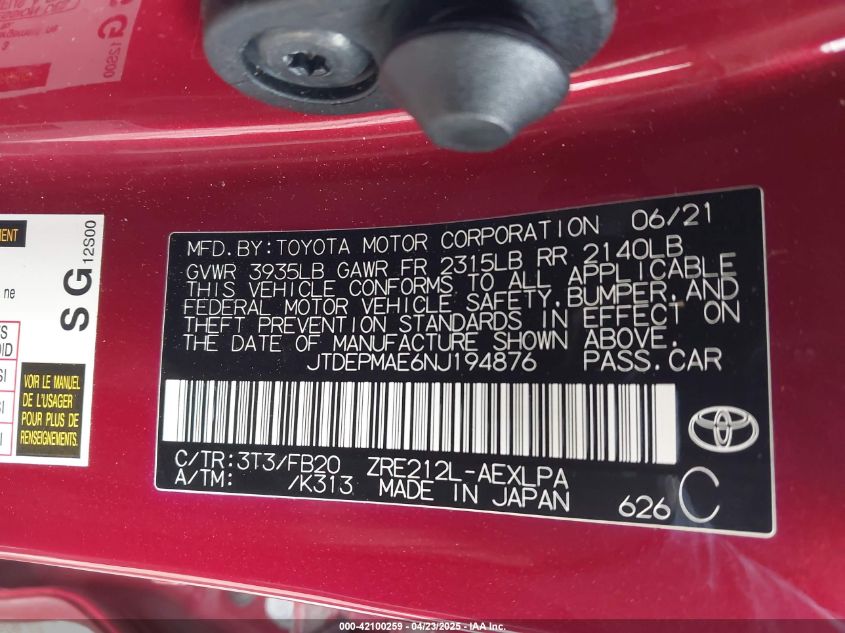 MFD.BY:TOYOTA MOTOR CORPORATION 06/21
GVWR 3935LB GAWR FR 2315LB RR 2140LB
THIS VEHICLE CONFORMS TO ALL APPLICABLE
FEDERAL MOTOR VEHICLE SAFETY,BUMPER,AND
THEFT PREVENTION STANDARDS IN EFFECT ON
THE DATE OF MANUFACTURE SHOWN ABOVE.
JTDEPMAE6NJ194876 PASS.CAR
C/TR:3T3/FB20 ZRE212L-AEXLPA
A/TM: /K313 MADE IN JAPAN
626 C
SG 12S00
ne
VOIR LE MANUEL
DE L'USAGER
POUR PLUS DE
RENSEIGNEMENTS.
G 12S00
000-42100259 - 04/23/2025 - IAA Inc.